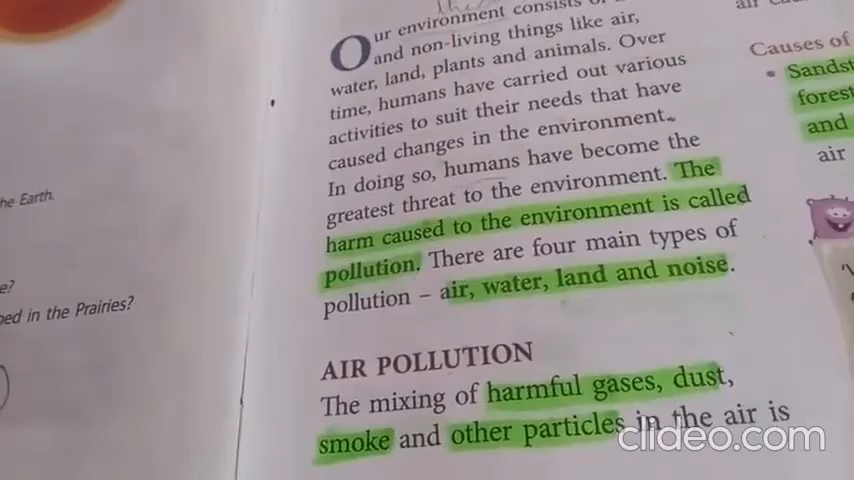 he Earth.
e?
ped in the Prairies?
Our environment consists
and non-living things like air,
water, land, plants and animals. Over
time, humans have carried out various
activities to suit their needs that have
caused changes in the environment.
In doing so, humans have become the
greatest threat to the environment. The
harm caused to the environment is called
pollution. There are four main types of
pollution – air, water, land and noise.
AIR POLLUTION
The mixing of harmful gases, dust,
smoke and other particles in the air is
air
Causes of
• Sandst
forest
and
air
clideo.com